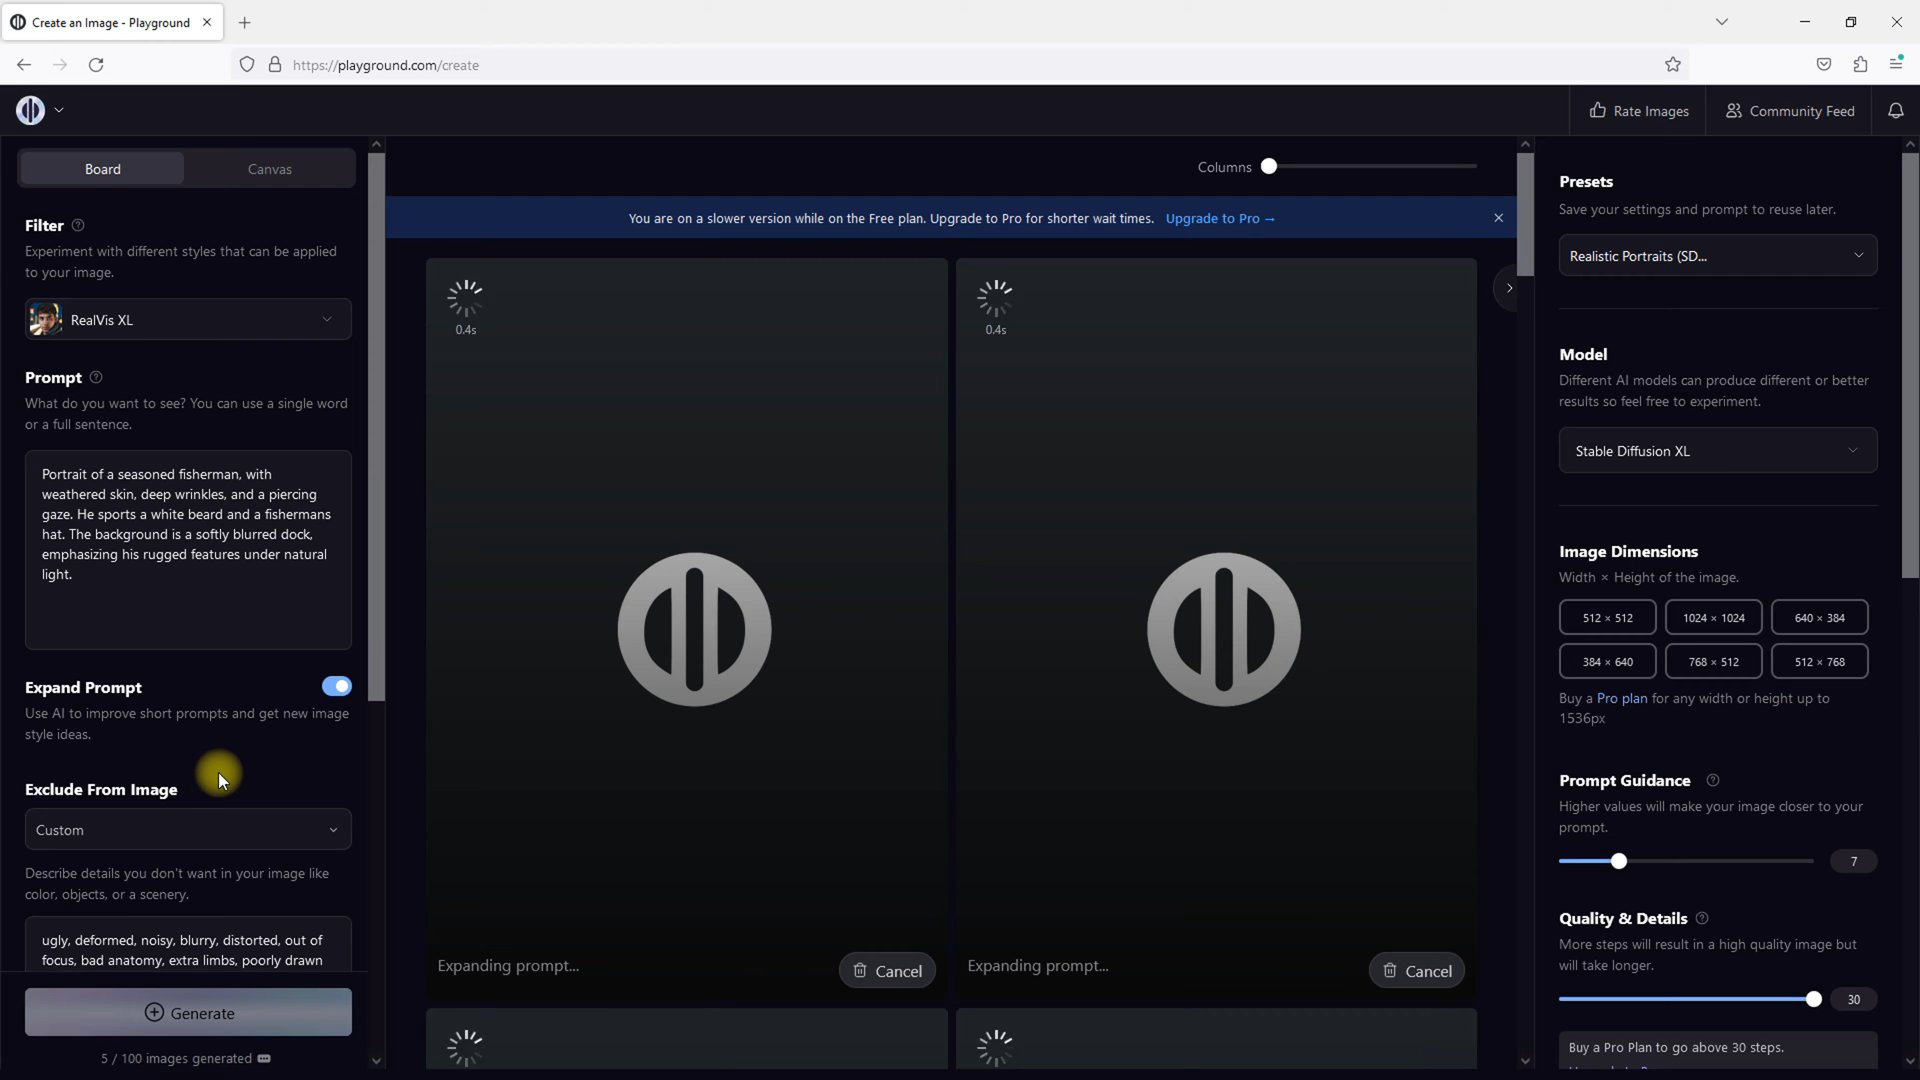 Create an Image - Playground
https://playground.com/create
Rate Images
Community Feed
Board
Canvas
Filter
Experiment with different styles that can be applied
to your image.
RealVis XL
Prompt
What do you want to see? You can use a single word
or a full sentence.
Portrait of a seasoned fisherman, with
weathered skin, deep wrinkles, and a piercing
gaze. He sports a white beard and a fishermans
hat. The background is a softly blurred dock,
emphasizing his rugged features under natural
light.
Expand Prompt
Use AI to improve short prompts and get new image
style ideas.
Exclude From Image
Custom
Describe details you don't want in your image like
color, objects, or a scenery.
ugly, deformed, noisy, blurry, distorted, out of
focus, bad anatomy, extra limbs, poorly drawn
Generate
5 / 100 images generated
Columns
You are on a slower version while on the Free plan. Upgrade to Pro for shorter wait times. Upgrade to Pro →
0.4s
0.4s
Expanding prompt...
Cancel
Expanding prompt...
Cancel
Presets
Save your settings and prompt to reuse later.
Realistic Portraits (SD...
Model
Different AI models can produce different or better
results so feel free to experiment.
Stable Diffusion XL
Image Dimensions
Width × Height of the image.
512 × 512
1024 × 1024
640 × 384
384 × 640
768 × 512
512 × 768
Buy a Pro plan for any width or height up to
1536px
Prompt Guidance
Higher values will make your image closer to your
prompt.
7
Quality & Details
More steps will result in a high quality image but
will take longer.
30
Buy a Pro Plan to go above 30 steps.